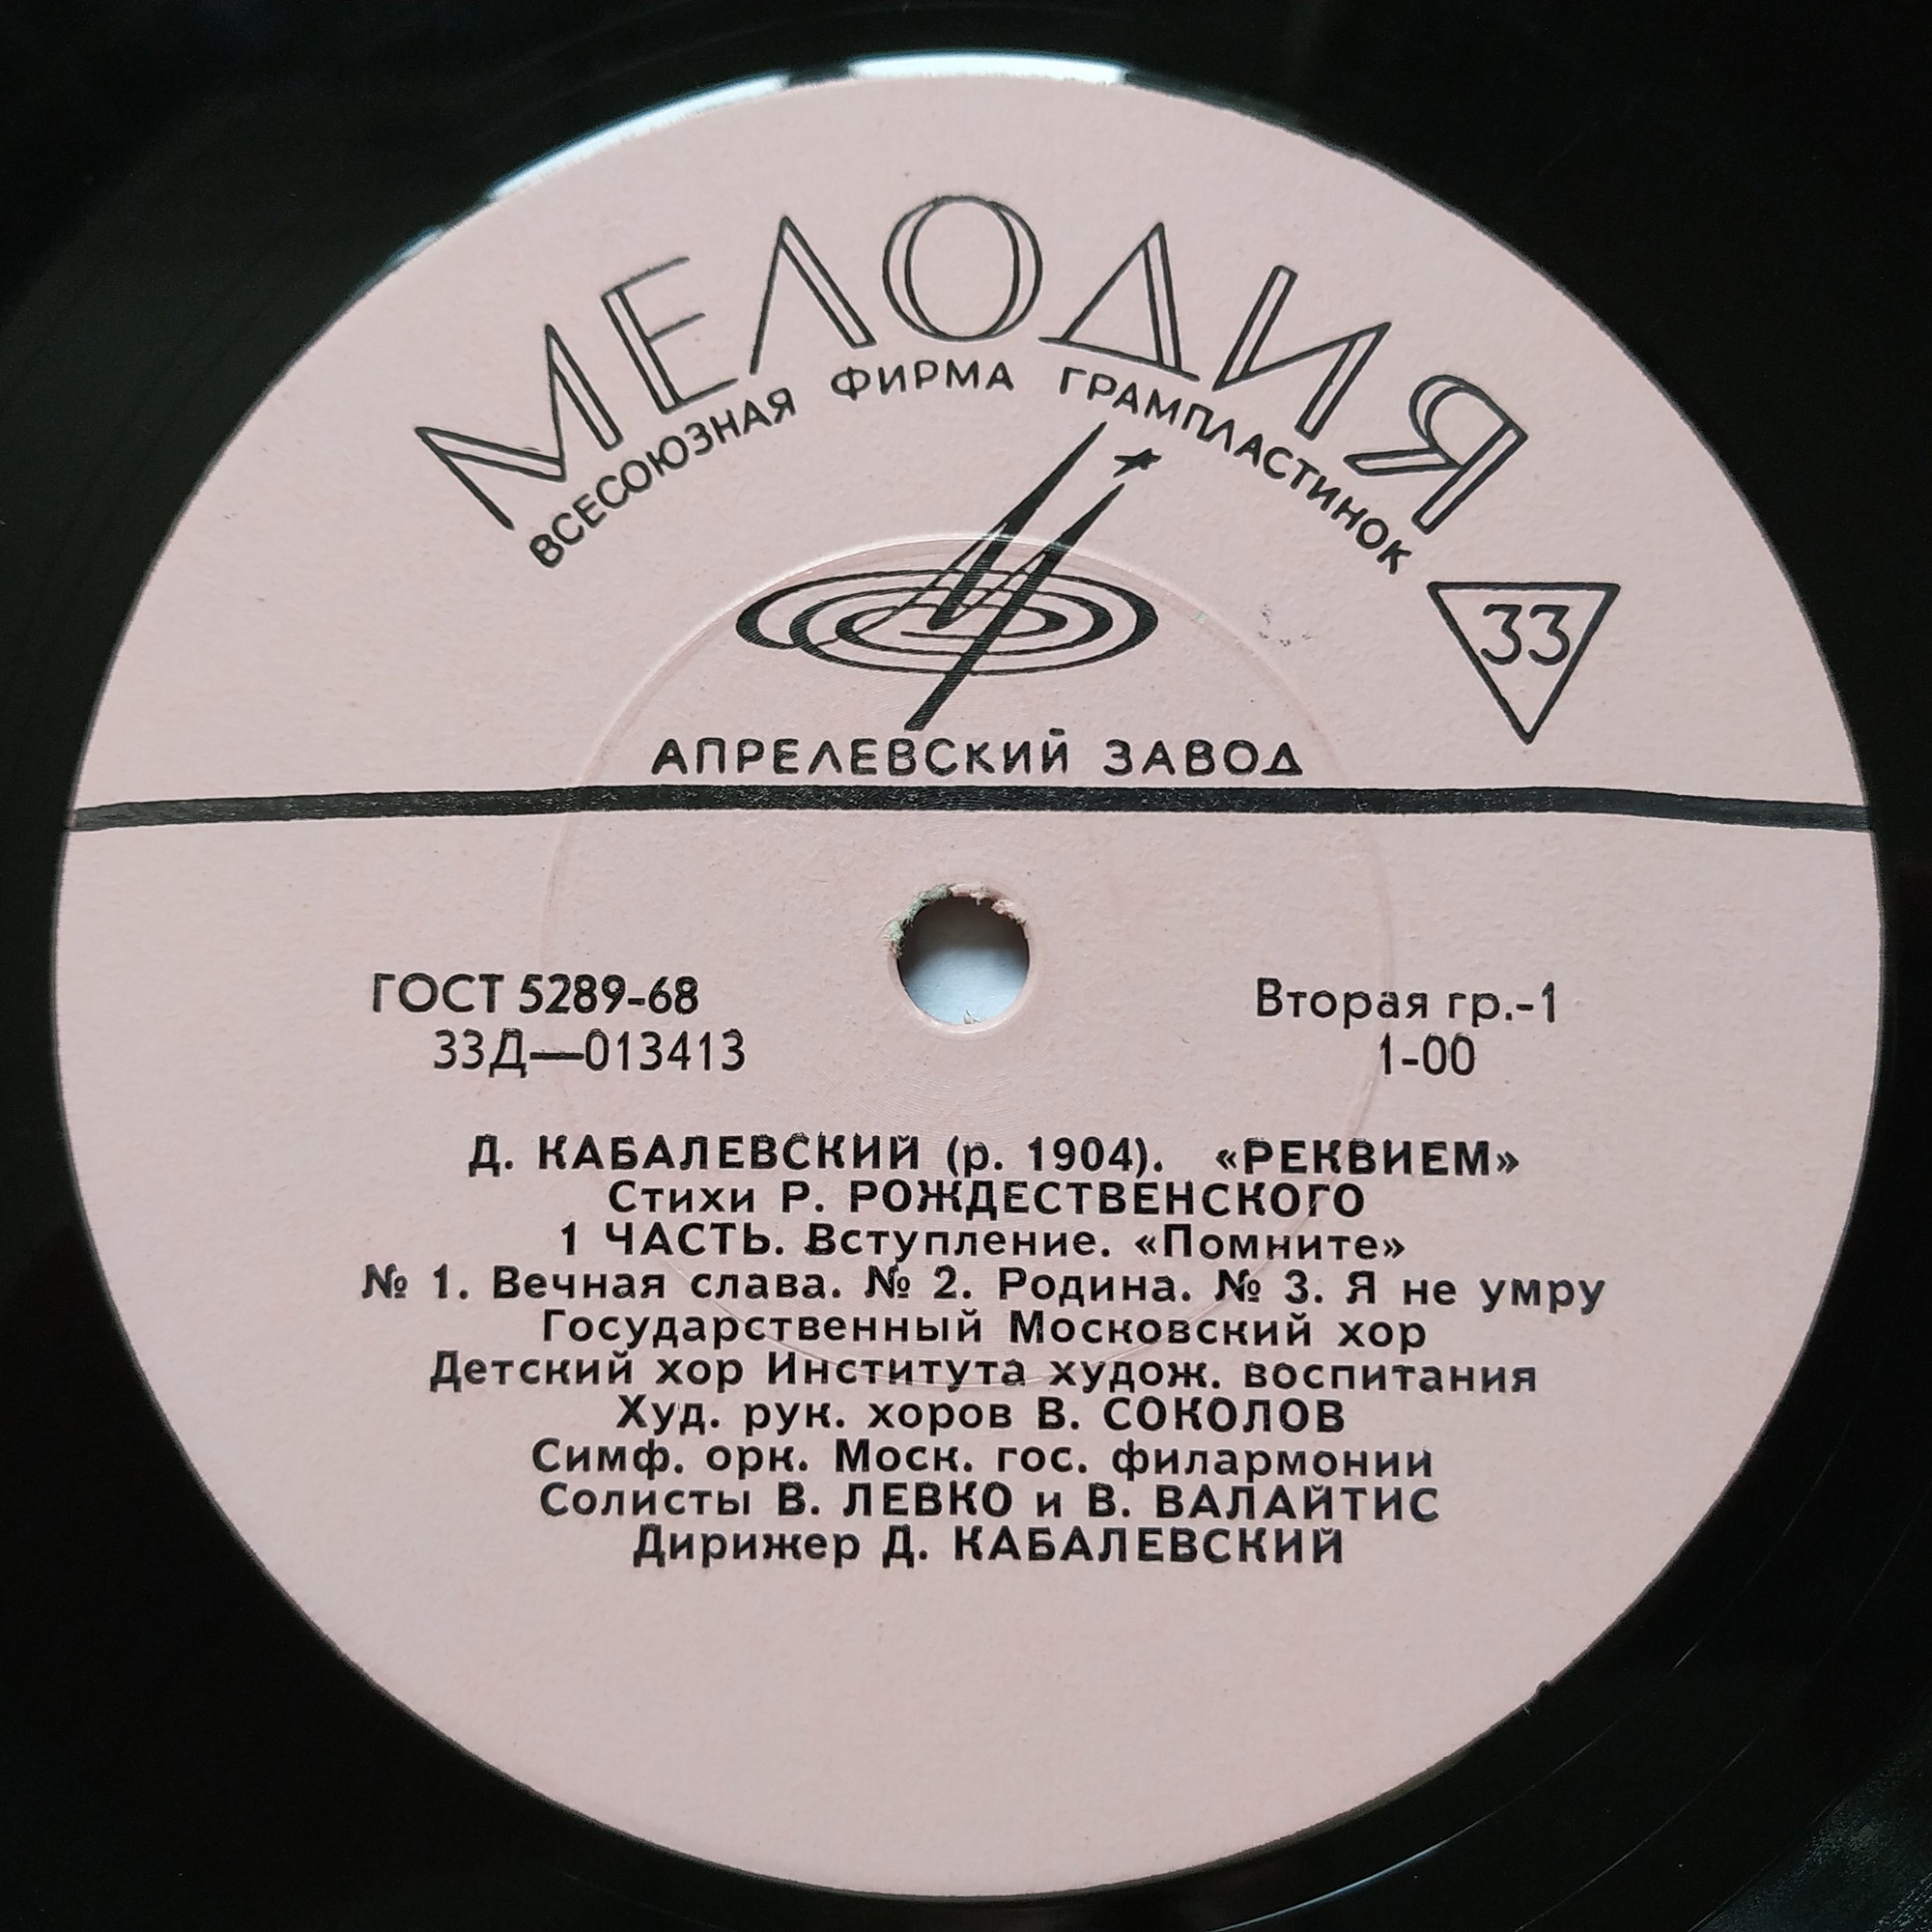 МЕЛОДИЯ
ВСЕСОЮЗНАЯ ФИРМА ГРАМПЛАСТИНОК
33
АПРЕЛЕВСКИЙ ЗАВОД
ГОСТ 5289-68
33Д—013413
Вторая гр.-1
1-00
Д. КАБАЛЕВСКИЙ (р. 1904). «РЕКВИЕМ»
Стихи Р. РОЖДЕСТВЕНСКОГО
1 ЧАСТЬ. Вступление. «Помните»
№ 1. Вечная слава. № 2. Родина. № 3. Я не умру
Государственный Московский хор
Детский хор Института худож. воспитания
Худ. рук. хоров В. СОКОЛОВ
Симф. орк. Моск. гос. филармонии
Солисты В. ЛЕВКО и В. ВАЛАЙТИС
Дирижер Д. КАБАЛЕВСКИЙ